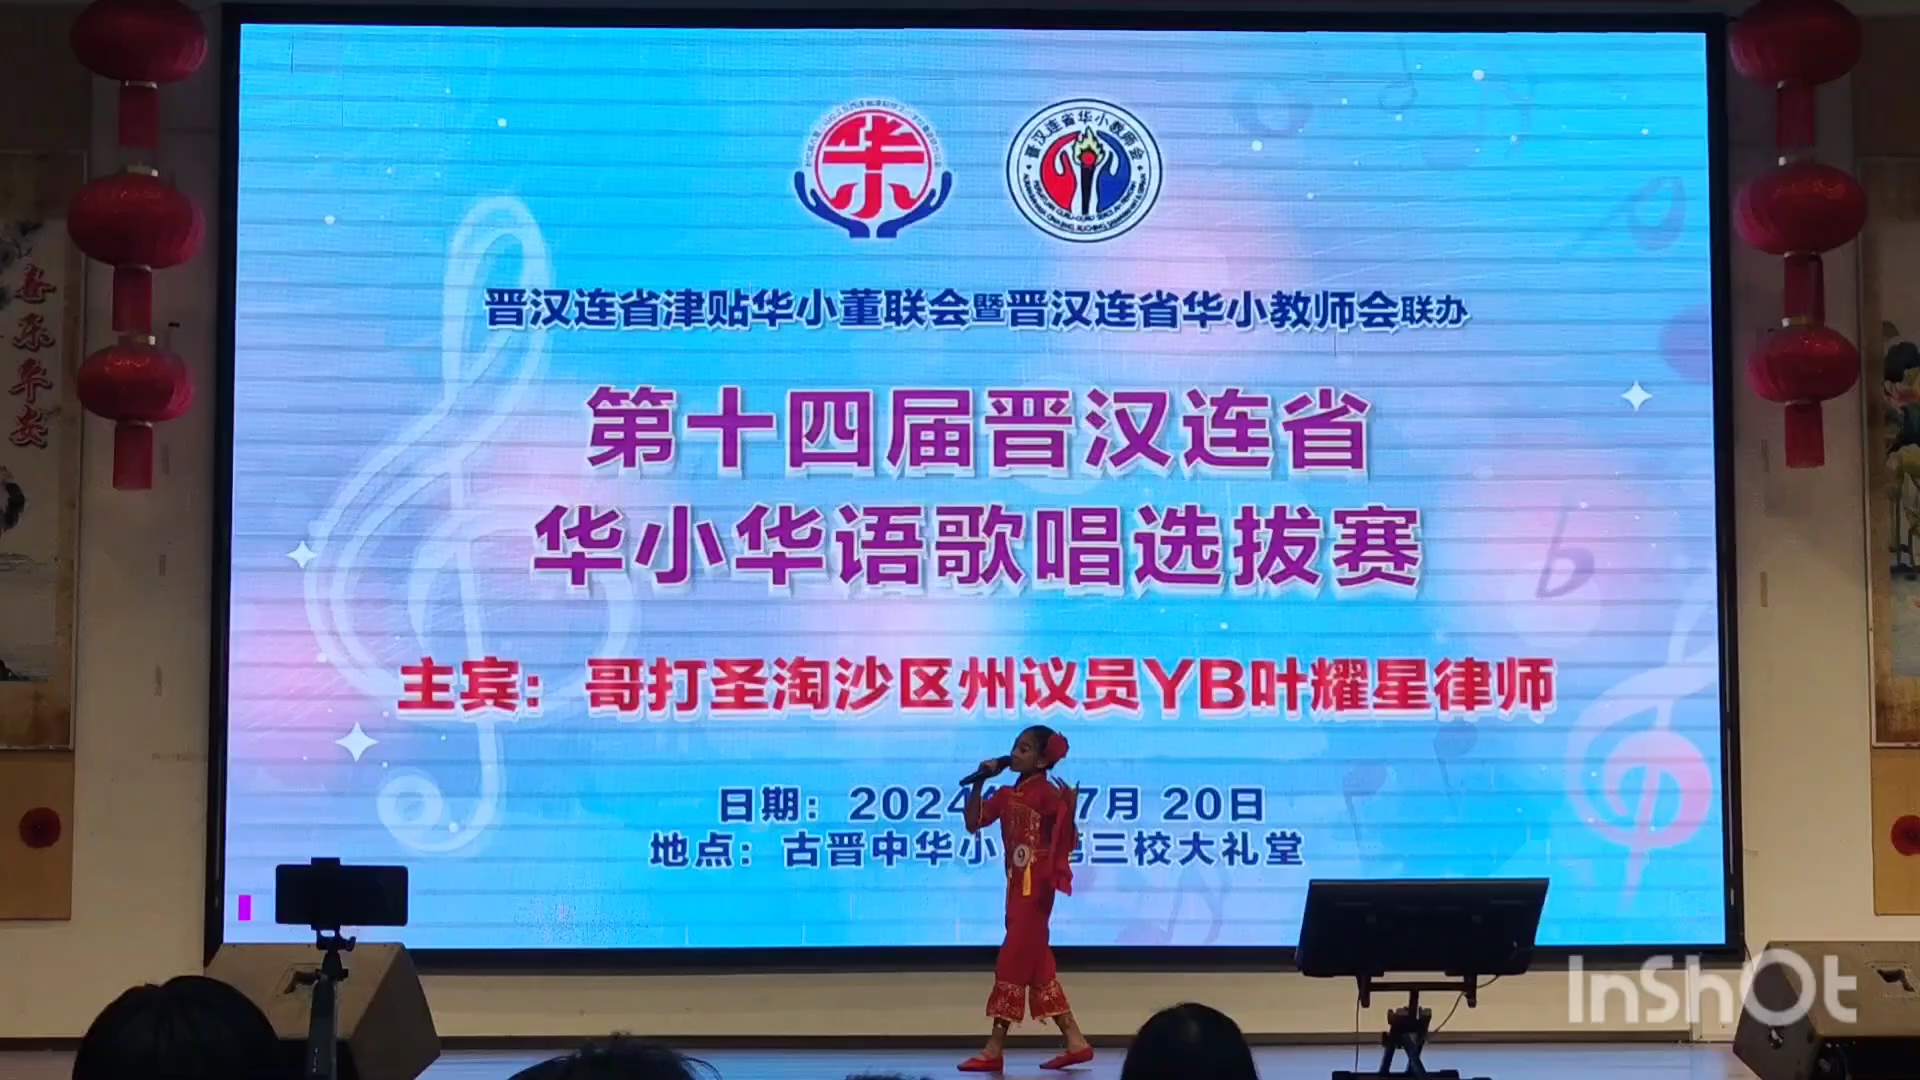 华小
晋汉连省华小教师会
晋汉连省津贴华小董联会暨晋汉连省华小教师会联办
第十四届晋汉连省
华小华语歌唱选拔赛
主宾：哥打圣淘沙区州议员YB叶耀星律师
日期：2024 7月 20日
地点：古晋中华小 第三校大礼堂
9
InShOt